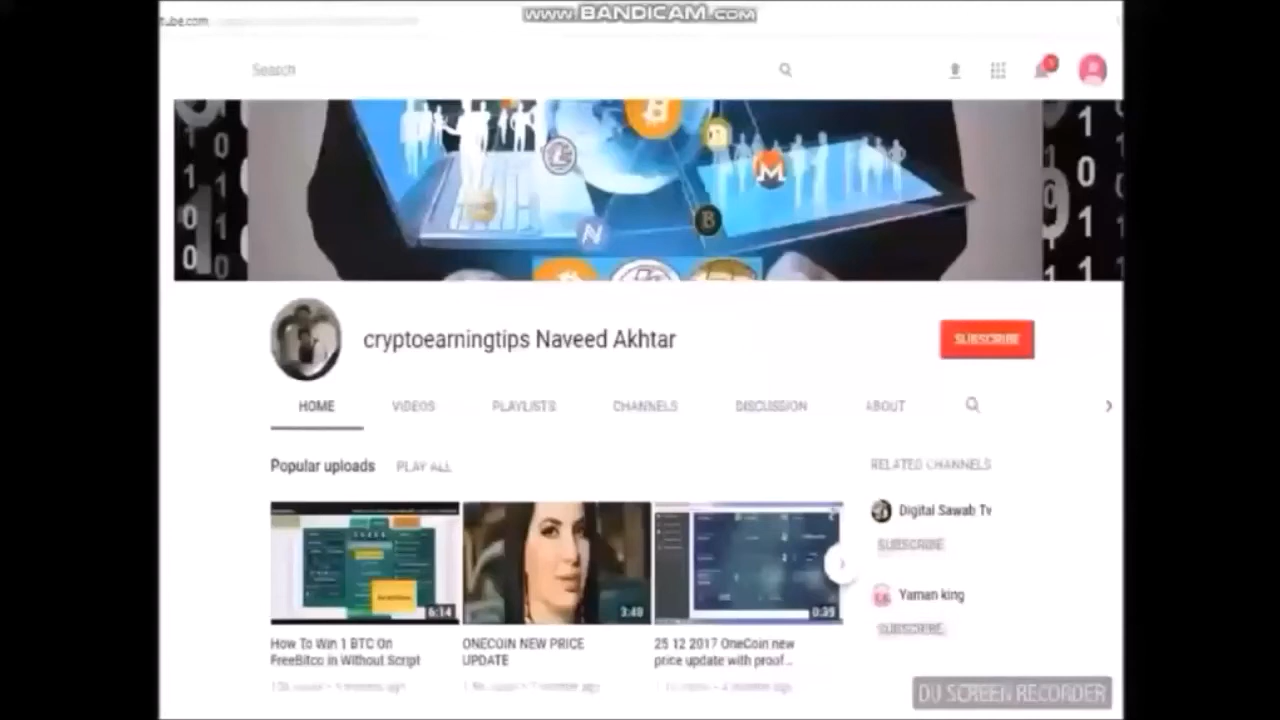 www.BANDICAM.com
tube.com
Search
cryptoearningtips Naveed Akhtar
SUBSCRIBE
HOME VIDEOS PLAYLISTS CHANNELS DISCUSSION ABOUT
Popular uploads PLAY ALL
RELATED CHANNELS
Digital Sawab Tv
SUBSCRIBE
Yaman king
SUBSCRIBE
6:14
3:48
0:39
How To Win 1 BTC On
FreeBitco in Without Script
ONECOIN NEW PRICE
UPDATE
25 12 2017 OneCoin new
price update with proof...
DU SCREEN RECORDER